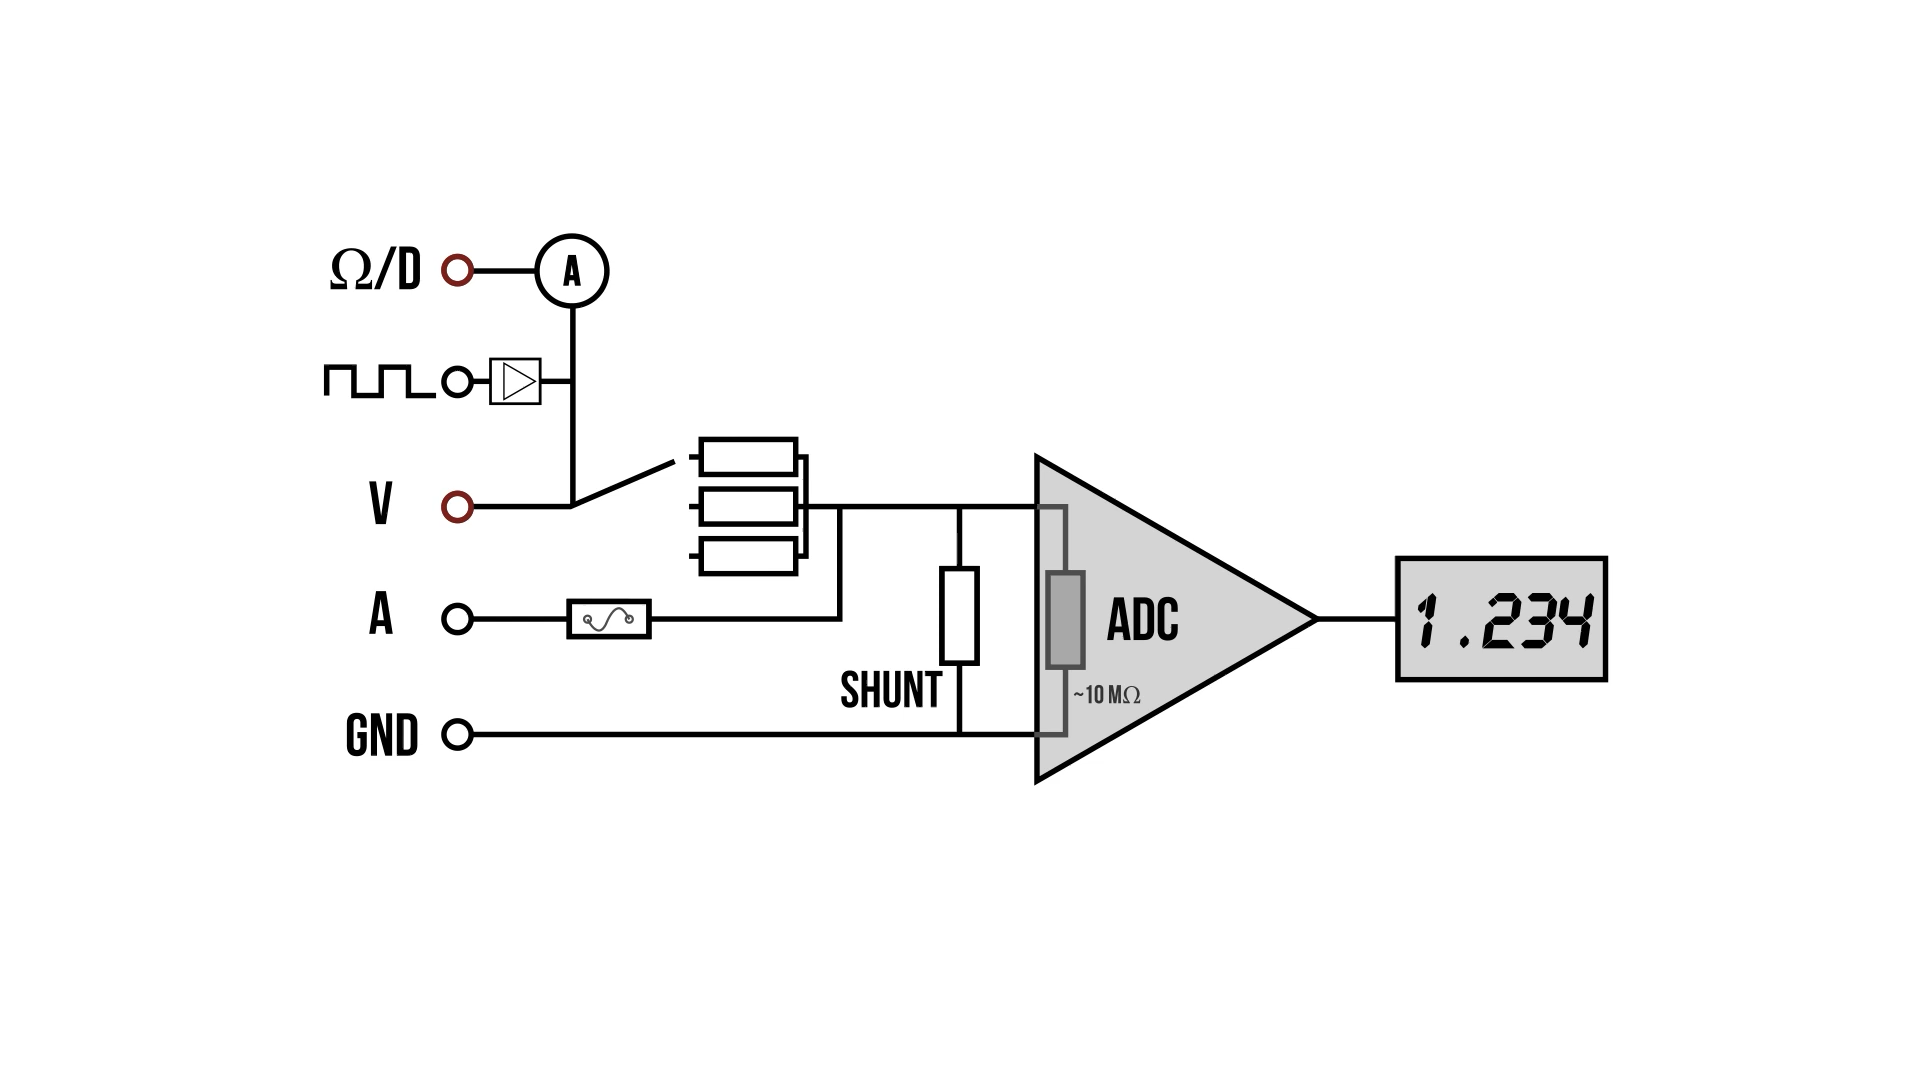 Ω/D
A
V
A
GND
SHUNT
ADC
~10 MΩ
1.234